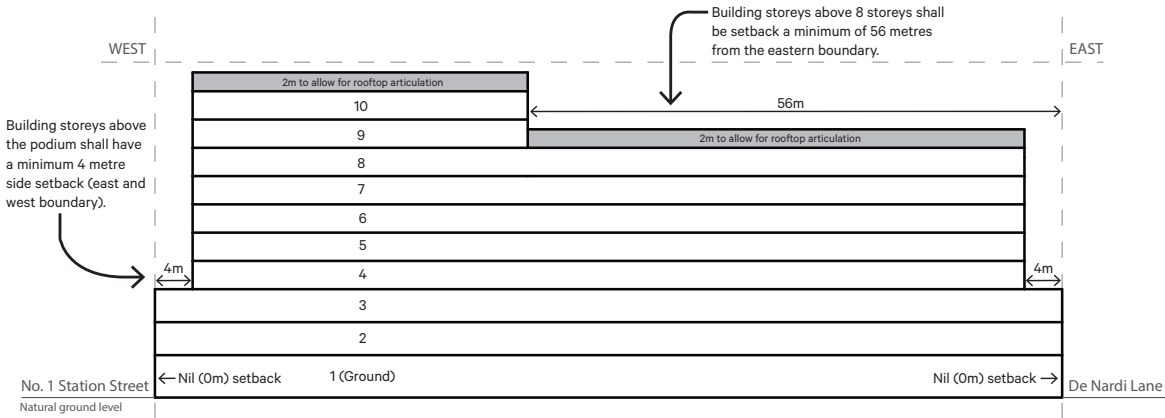 Building storeys above 8 storeys shall
be setback a minimum of 56 metres
from the eastern boundary.
WEST
EAST
2m to allow for rooftop articulation
10
56m
Building storeys above
the podium shall have
a minimum 4 metre
side setback (east and
west boundary).
9
2m to allow for rooftop articulation
8
7
6
5
4m
4
4m
3
2
Nil (0m) setback
1 (Ground)
Nil (0m) setback
No. 1 Station Street
De Nardi Lane
Natural ground level